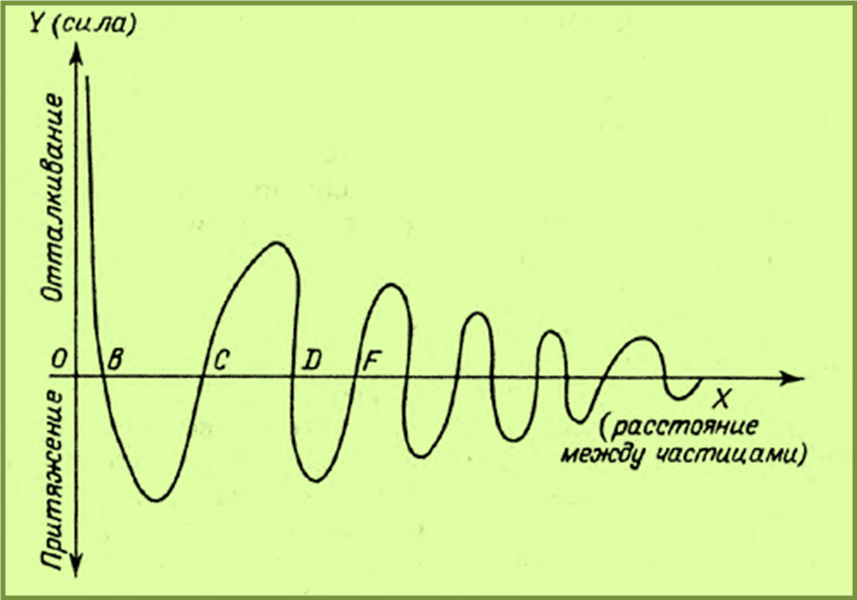 Y (сила)
Отталкивание
O B C D F
X
(расстояние
между частицами)
Притяжение